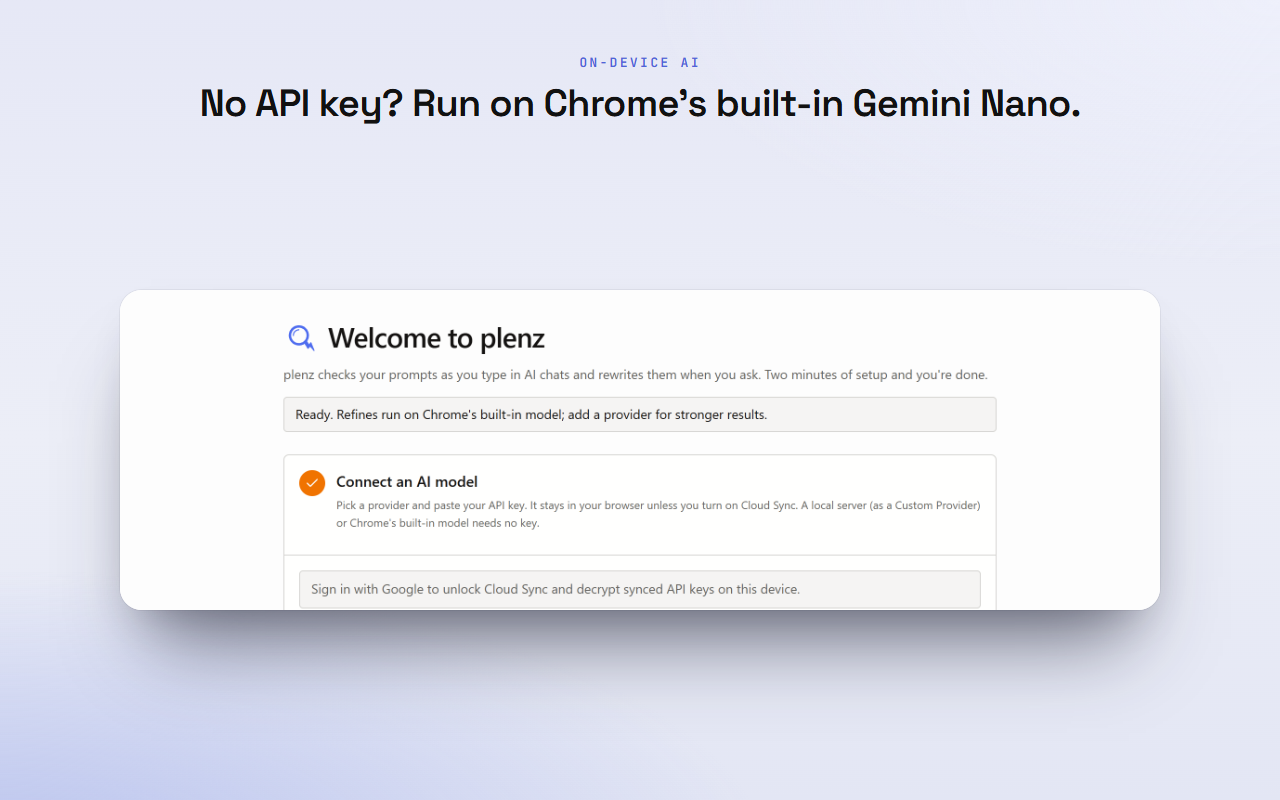 ON-DEVICE AI
No API key? Run on Chrome’s built-in Gemini Nano.
Welcome to plenz
plenz checks your prompts as you type in AI chats and rewrites them when you ask. Two minutes of setup and you're done.
Ready. Refines run on Chrome's built-in model; add a provider for stronger results.
Connect an AI model
Pick a provider and paste your API key. It stays in your browser unless you turn on Cloud Sync. A local server (as a Custom Provider)
or Chrome's built-in model needs no key.
Sign in with Google to unlock Cloud Sync and decrypt synced API keys on this device.